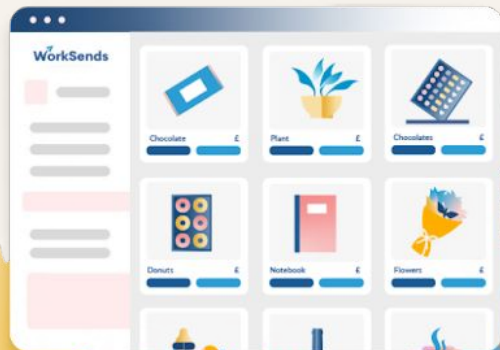 WorkSends
Chocolate £
Plant £
Chocolates £
Donuts £
Notebook £
Flowers £